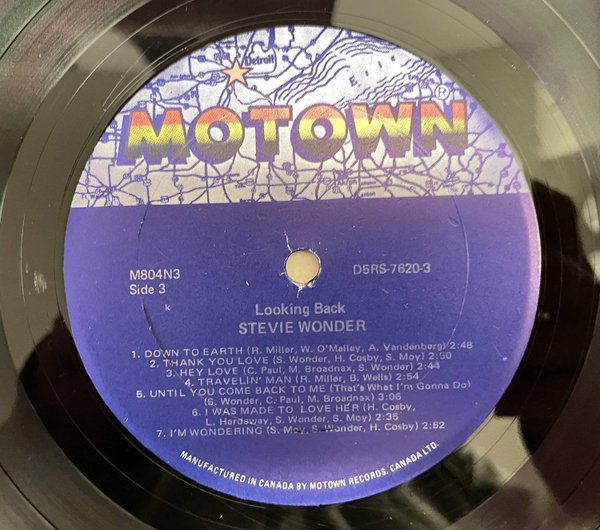 Detroit
ERIE
MOTOWN®
M804N3
D5RS-7620-3
Side 3
k
Looking Back
STEVIE WONDER
1. DOWN TO EARTH (R. Miller, W. O'Malley, A. Vandenberg) 2:48
2. THANK YOU LOVE (S. Wonder, H. Cosby, S. Moy) 2:50
3. HEY LOVE (C. Paul, M. Broadnax, S. Wonder) 2:44
4. TRAVELIN' MAN (R. Miller, B. Wells) 2:54
5. UNTIL YOU COME BACK TO ME (That's What I'm Gonna Do)
(S. Wonder, C. Paul, M. Broadnax) 3:06
6. I WAS MADE TO LOVE HER (H. Cosby,
L. Hardaway, S. Wonder, S. Moy) 2:35
7. I'M WONDERING (S. Moy, S. Wonder, H. Cosby) 2:52
MANUFACTURED IN CANADA BY MOTOWN RECORDS, CANADA LTD.